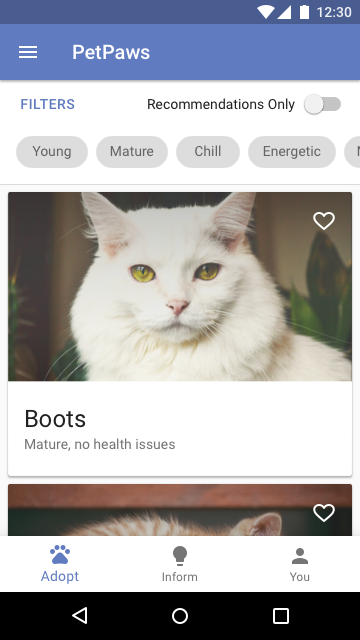 12:30
PetPaws
FILTERS Recommendations Only
Young Mature Chill Energetic
Boots
Mature, no health issues
Adopt Inform You